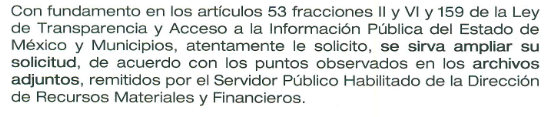 Con fundamento en los artículos 53 fracciones II y VI y 159 de la Ley
de Transparencia y Acceso a la Información Pública del Estado de
México y Municipios, atentamente le solicito, se sirva ampliar su
solicitud, de acuerdo con los puntos observados en los archivos
adjuntos, remitidos por el Servidor Público Habilitado de la Dirección
de Recursos Materiales y Financieros.